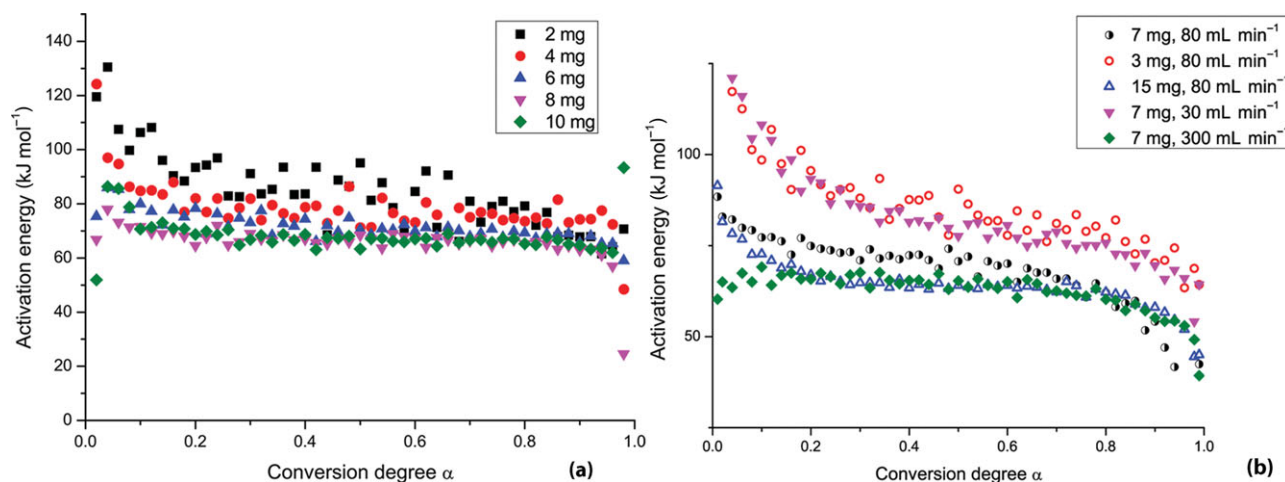 140
120
100
80
60
40
20
0
Activation energy (kJ mol⁻¹)
2 mg
4 mg
6 mg
8 mg
10 mg
0.0 0.2 0.4 0.6 0.8 1.0
Conversion degree α
(a)
7 mg, 80 mL min⁻¹
3 mg, 80 mL min⁻¹
15 mg, 80 mL min⁻¹
7 mg, 30 mL min⁻¹
7 mg, 300 mL min⁻¹
100
50
Activation energy (kJ mol⁻¹)
0.0 0.2 0.4 0.6 0.8 1.0
Conversion degree α
(b)